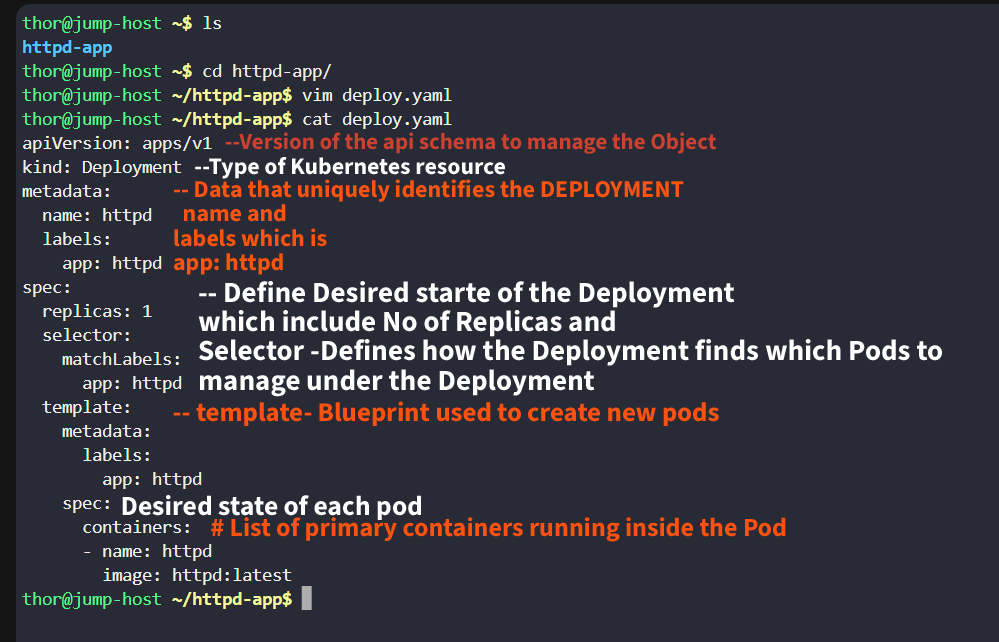 thor@jump-host ~$ ls
httpd-app
thor@jump-host ~$ cd httpd-app/
thor@jump-host ~/httpd-app$ vim deploy.yaml
thor@jump-host ~/httpd-app$ cat deploy.yaml
apiVersion: apps/v1 --Version of the api schema to manage the Object
kind: Deployment --Type of Kubernetes resource
metadata: -- Data that uniquely identifies the DEPLOYMENT
  name: httpd name and
  labels: labels which is
    app: httpd app: httpd
spec: -- Define Desired starte of the Deployment
  replicas: 1 which include No of Replicas and
  selector: Selector -Defines how the Deployment finds which Pods to
    matchLabels:
      app: httpd manage under the Deployment
  template: -- template- Blueprint used to create new pods
    metadata:
      labels:
        app: httpd
    spec: Desired state of each pod
      containers: # List of primary containers running inside the Pod
      - name: httpd
        image: httpd:latest
thor@jump-host ~/httpd-app$